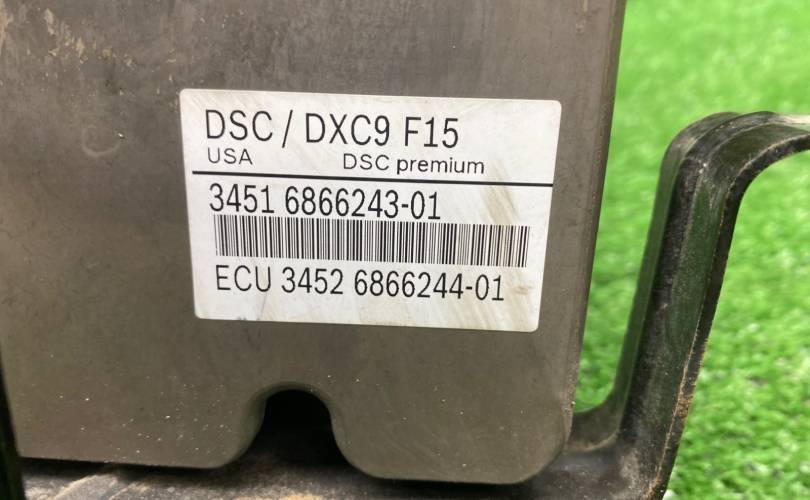 DSC / DXC9 F15
USA DSC premium
3451 6866243-01
ECU 3452 6866244-01